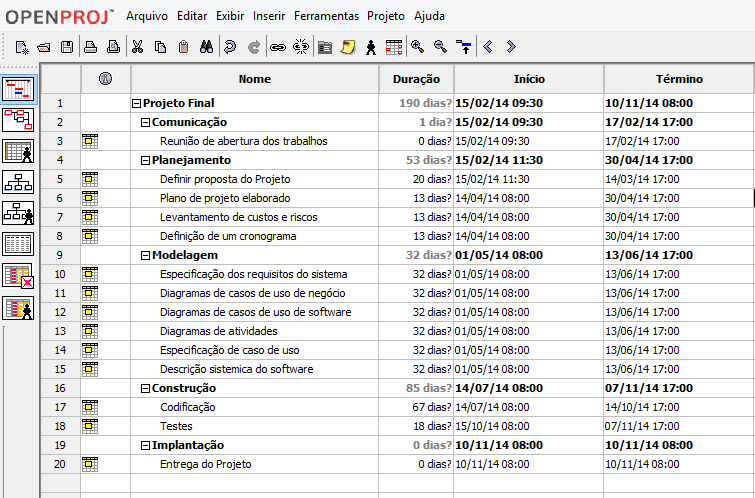 OPENPROJ™ Arquivo Editar Exibir Inserir Ferramentas Projeto Ajuda
Nome Duração Início Término
1 Projeto Final 190 dias? 15/02/14 09:30 10/11/14 08:00
2 Comunicação 1 dia? 15/02/14 09:30 17/02/14 17:00
3 Reunião de abertura dos trabalhos 0 dias? 15/02/14 09:30 17/02/14 17:00
4 Planejamento 53 dias? 15/02/14 11:30 30/04/14 17:00
5 Definir proposta do Projeto 20 dias? 15/02/14 11:30 14/03/14 17:00
6 Plano de projeto elaborado 13 dias? 14/04/14 08:00 30/04/14 17:00
7 Levantamento de custos e riscos 13 dias? 14/04/14 08:00 30/04/14 17:00
8 Definição de um cronograma 13 dias? 14/04/14 08:00 30/04/14 17:00
9 Modelagem 32 dias? 01/05/14 08:00 13/06/14 17:00
10 Especificação dos requisitos do sistema 32 dias? 01/05/14 08:00 13/06/14 17:00
11 Diagramas de casos de uso de negócio 32 dias? 01/05/14 08:00 13/06/14 17:00
12 Diagramas de casos de uso de software 32 dias? 01/05/14 08:00 13/06/14 17:00
13 Diagramas de atividades 32 dias? 01/05/14 08:00 13/06/14 17:00
14 Especificação de caso de uso 32 dias? 01/05/14 08:00 13/06/14 17:00
15 Descrição sistemica do software 32 dias? 01/05/14 08:00 13/06/14 17:00
16 Construção 85 dias? 14/07/14 08:00 07/11/14 17:00
17 Codificação 67 dias? 14/07/14 08:00 14/10/14 17:00
18 Testes 18 dias? 15/10/14 08:00 07/11/14 17:00
19 Implantação 0 dias? 10/11/14 08:00 10/11/14 08:00
20 Entrega do Projeto 0 dias? 10/11/14 08:00 10/11/14 08:00